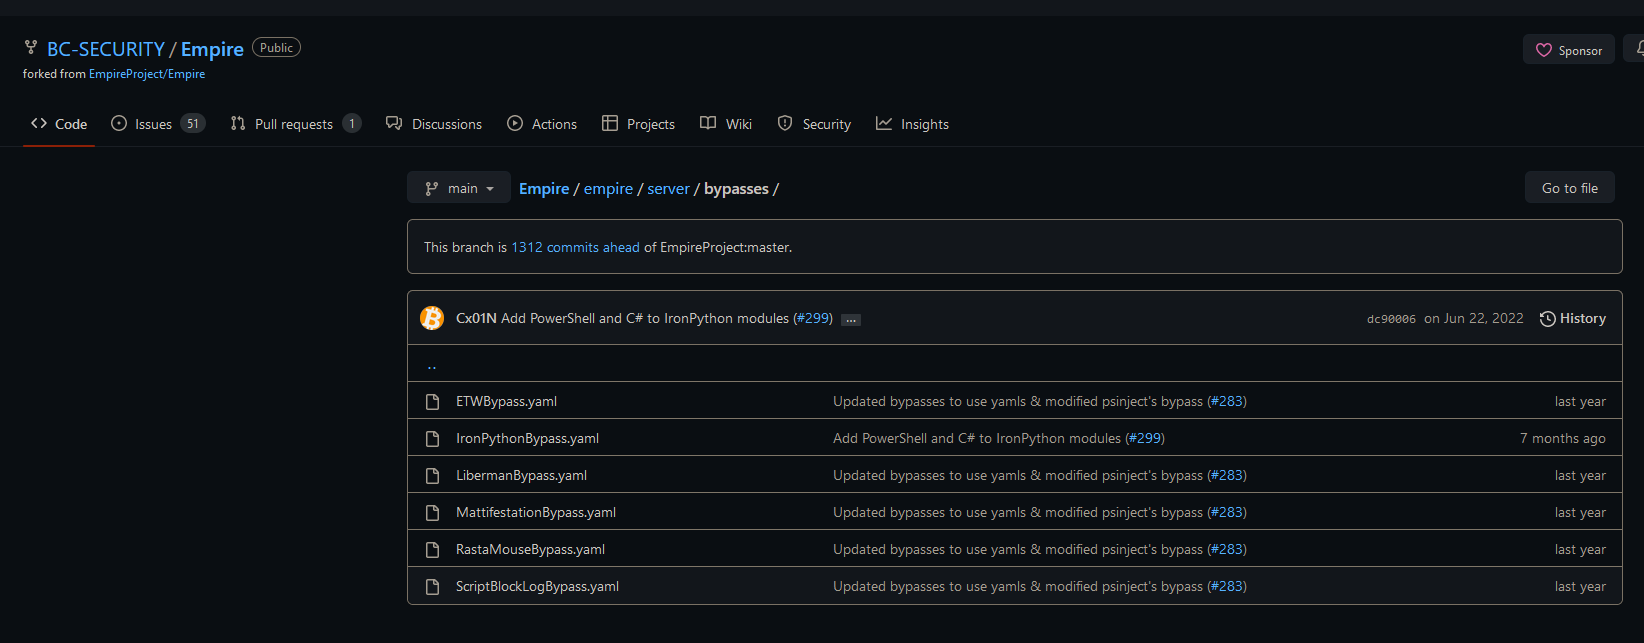 BC-SECURITY / Empire Public
Sponsor
forked from EmpireProject/Empire
Code Issues 51 Pull requests 1 Discussions Actions Projects Wiki Security Insights
main Empire / empire / server / bypasses / Go to file
This branch is 1312 commits ahead of EmpireProject:master.
Cx01N Add PowerShell and C# to IronPython modules (#299) ... dc90006 on Jun 22, 2022 History
..
ETWBypass.yaml Updated bypasses to use yamls & modified psinject's bypass (#283) last year
IronPythonBypass.yaml Add PowerShell and C# to IronPython modules (#299) 7 months ago
LibermanBypass.yaml Updated bypasses to use yamls & modified psinject's bypass (#283) last year
MattifestationBypass.yaml Updated bypasses to use yamls & modified psinject's bypass (#283) last year
RastaMouseBypass.yaml Updated bypasses to use yamls & modified psinject's bypass (#283) last year
ScriptBlockLogBypass.yaml Updated bypasses to use yamls & modified psinject's bypass (#283) last year